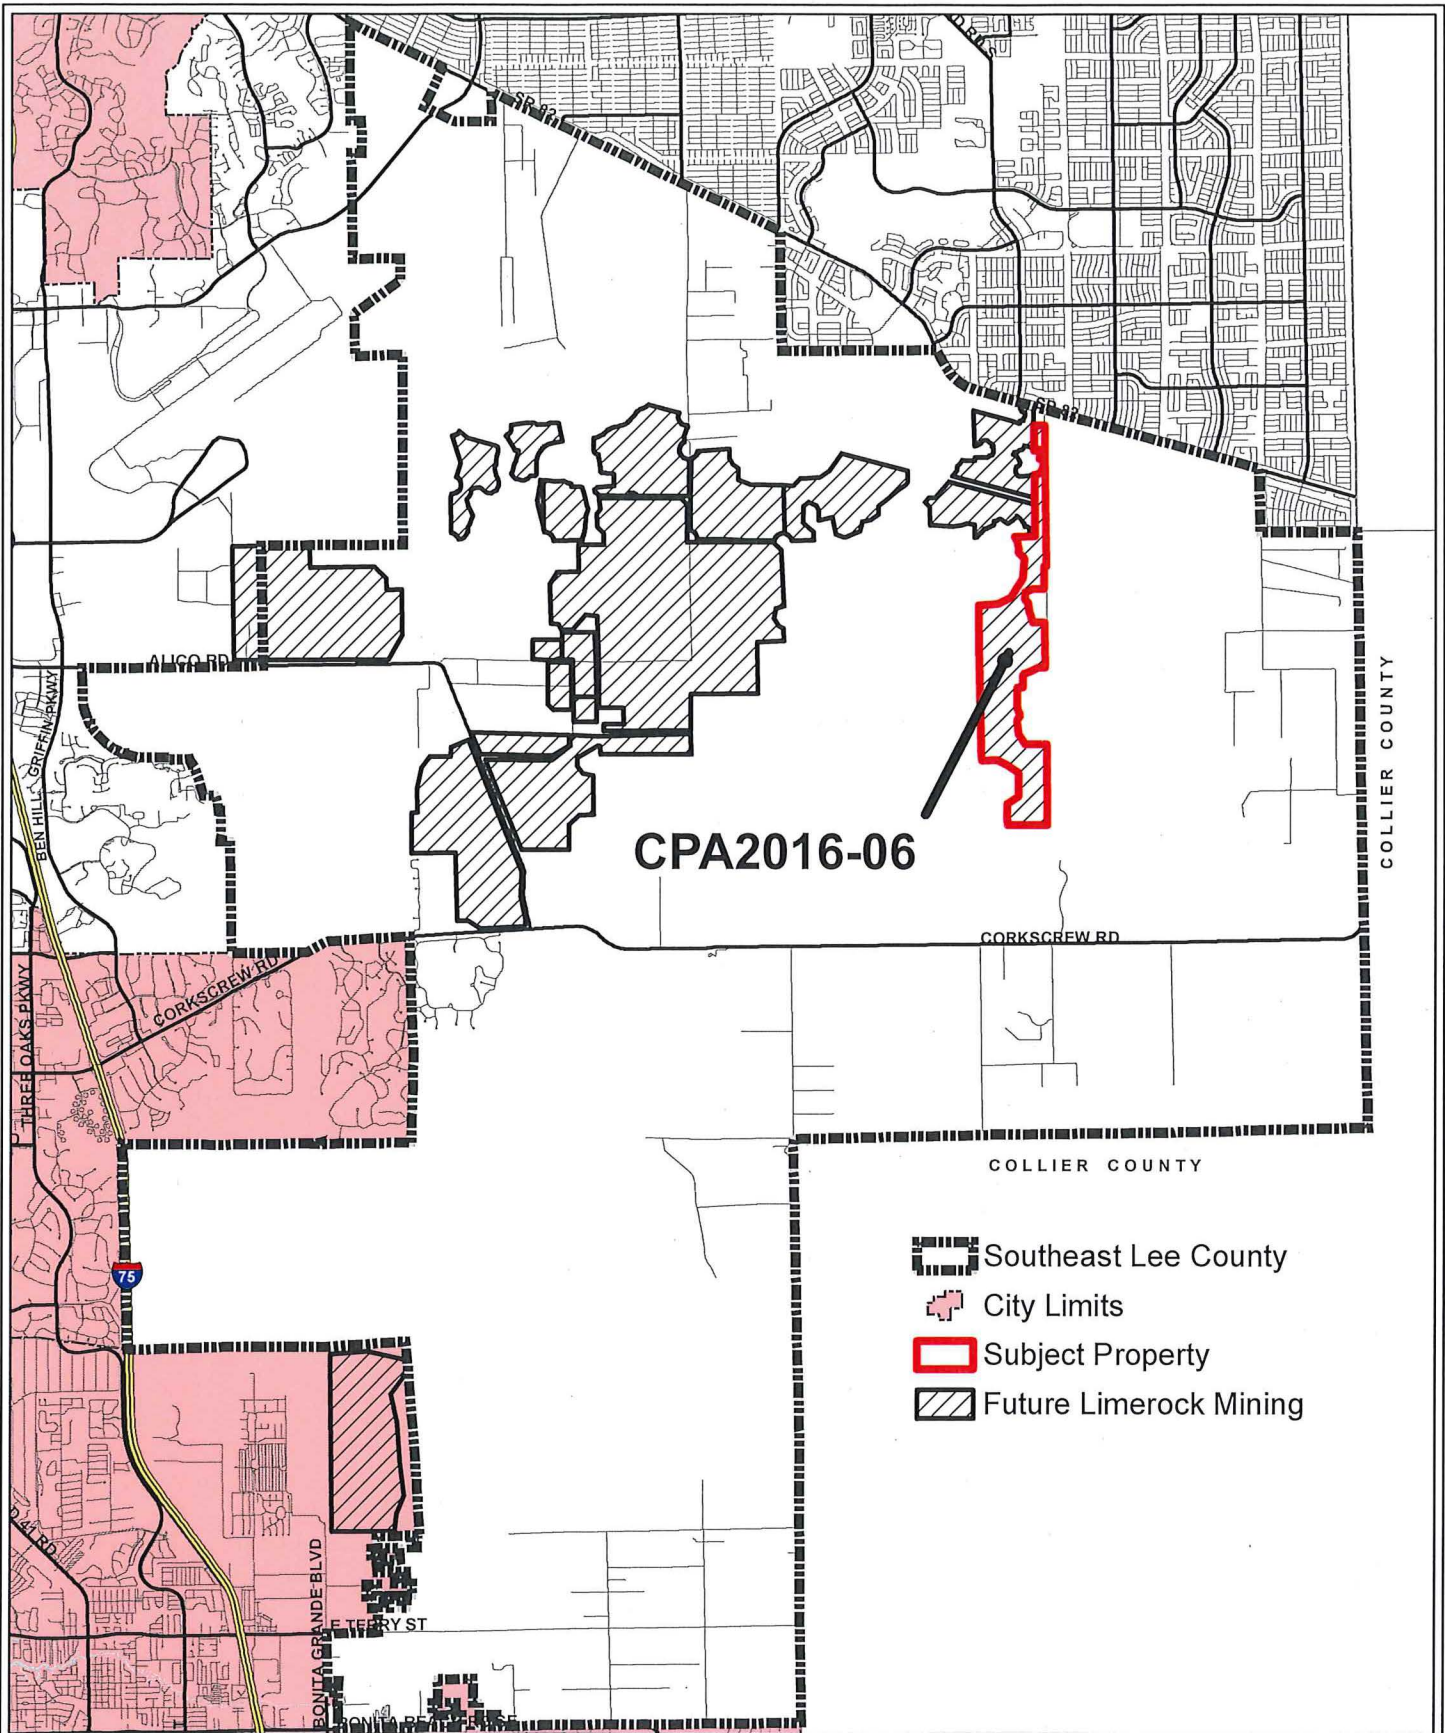 SR 82
SR 82
ALICO RD
BEN HILL GRIFFIN PKWY
COLLIER COUNTY
CPA2016-06
CORKSCREW RD
THREE OAKS PKWY
CORKSCREW RD
COLLIER COUNTY
75
Southeast Lee County
City Limits
Subject Property
Future Limerock Mining
BONITA GRANDE BLVD
E TERRY ST